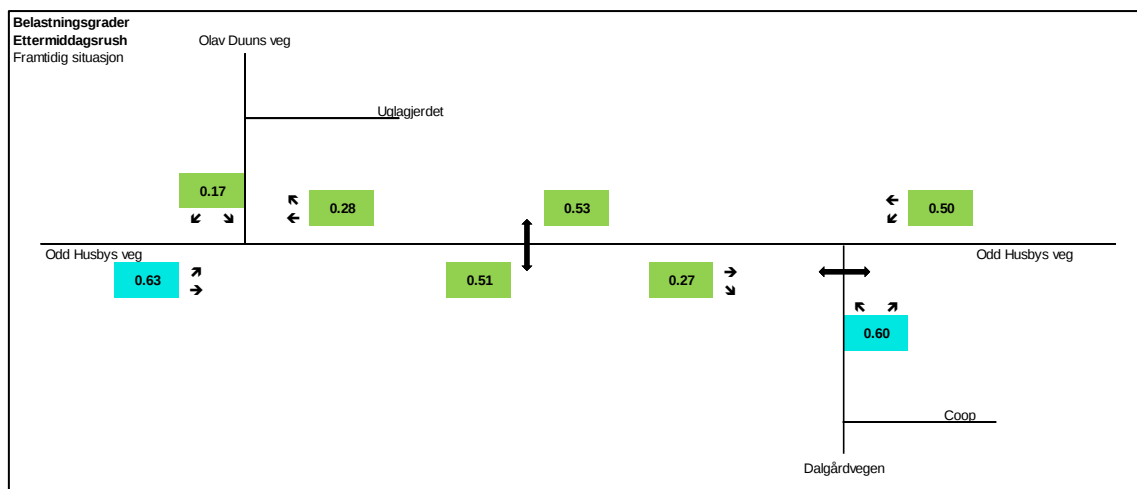 Belastningsgrader
Ettermiddagsrush
Framtidig situasjon
Olav Duuns veg
Uglagjerdet
0.17
0.28
0.53
0.50
Odd Husbys veg
Odd Husbys veg
0.63
0.51
0.27
0.60
Coop
Dalgårdvegen